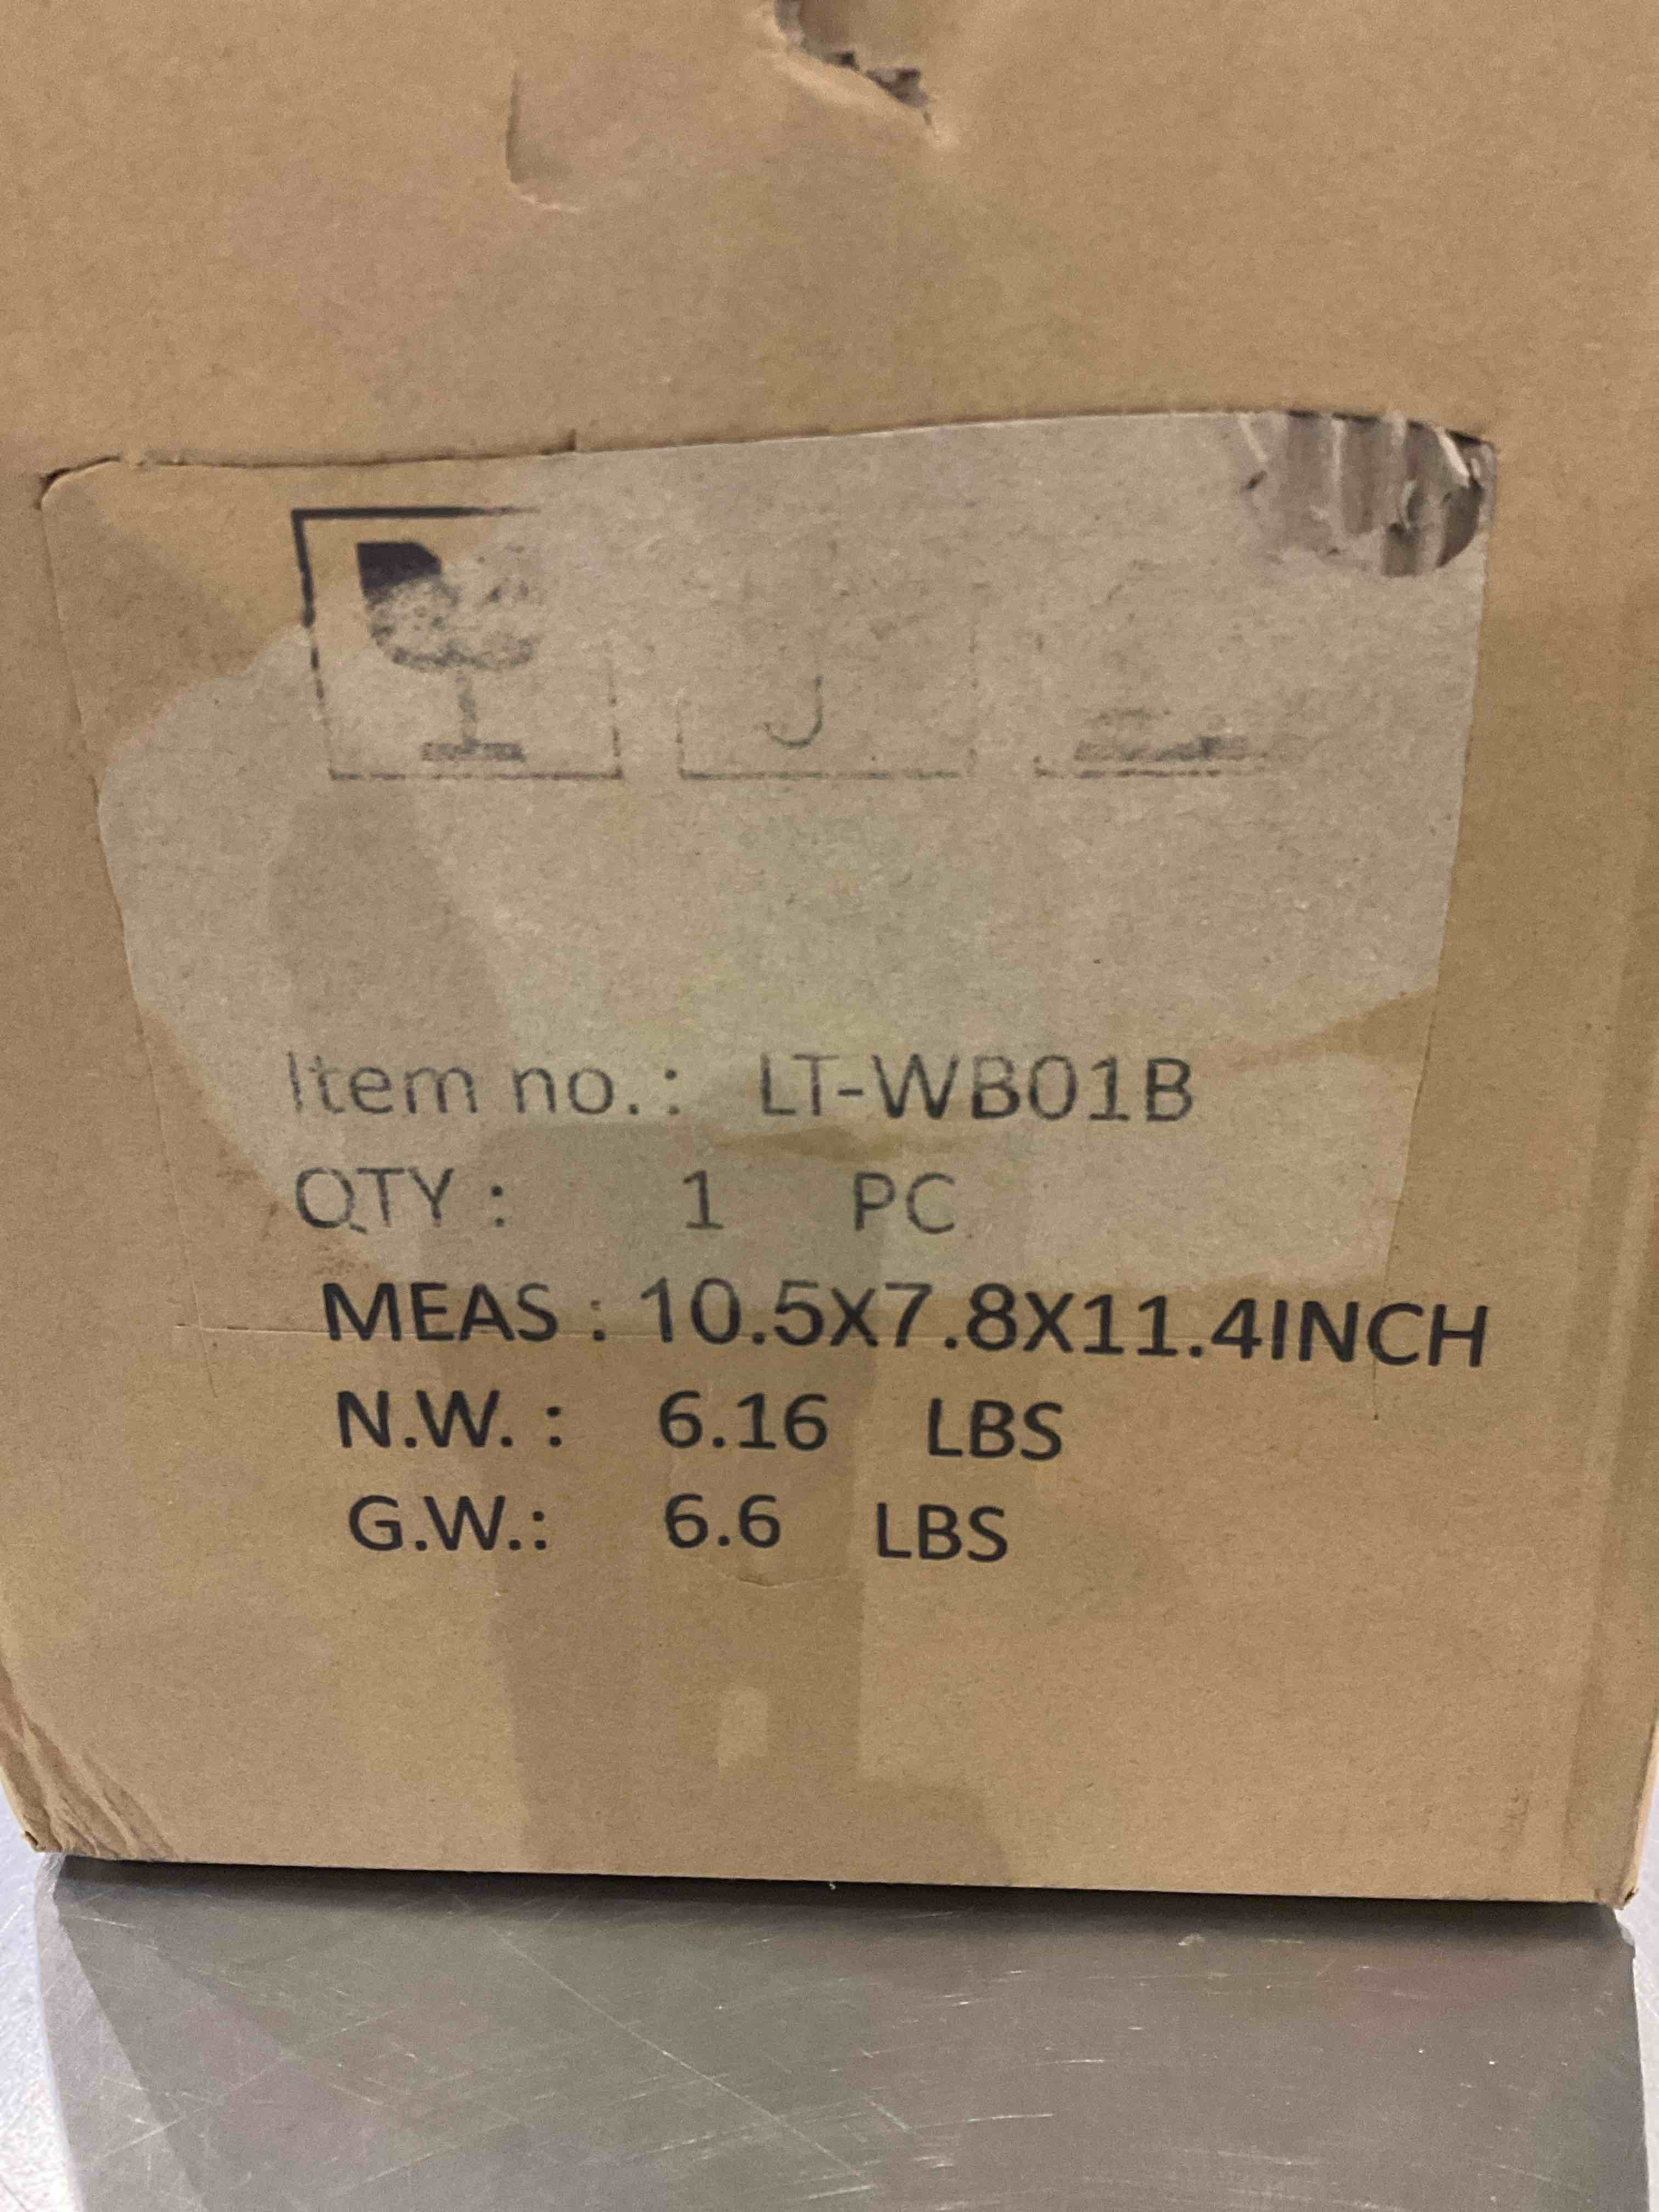 Item no.: LT-WB01B
QTY: 1 PC
MEAS: 10.5X7.8X11.4INCH
N.W.: 6.16 LBS
G.W.: 6.6 LBS